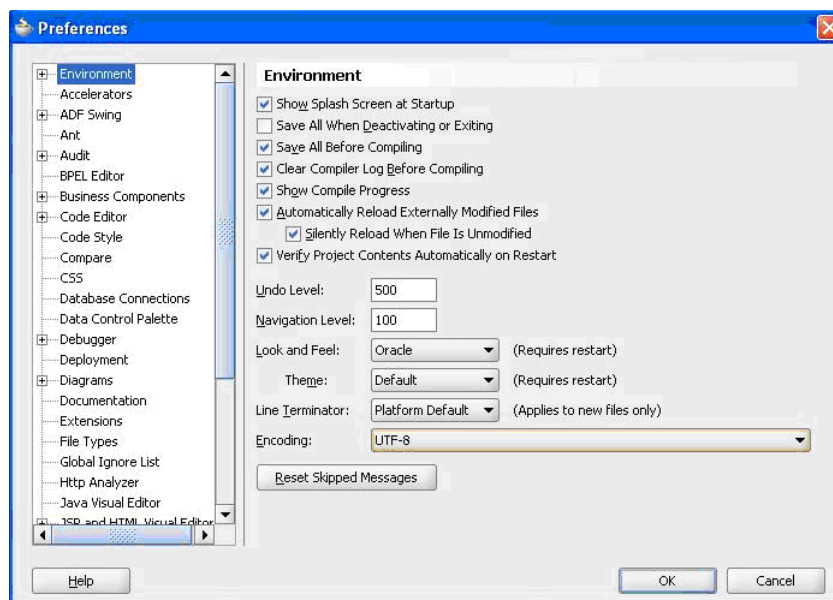 Preferences
Environment
Accelerators
ADF Swing
Ant
Audit
BPEL Editor
Business Components
Code Editor
Code Style
Compare
CSS
Database Connections
Data Control Palette
Debugger
Deployment
Diagrams
Documentation
Extensions
File Types
Global Ignore List
Http Analyzer
Java Visual Editor
JSP and HTML Visual Editor
Environment
Show Splash Screen at Startup
Save All When Deactivating or Exiting
Save All Before Compiling
Clear Compiler Log Before Compiling
Show Compile Progress
Automatically Reload Externally Modified Files
Silently Reload When File Is Unmodified
Verify Project Contents Automatically on Restart
Undo Level: 500
Navigation Level: 100
Look and Feel: Oracle (Requires restart)
Theme: Default (Requires restart)
Line Terminator: Platform Default (Applies to new files only)
Encoding: UTF-8
Reset Skipped Messages
Help OK Cancel